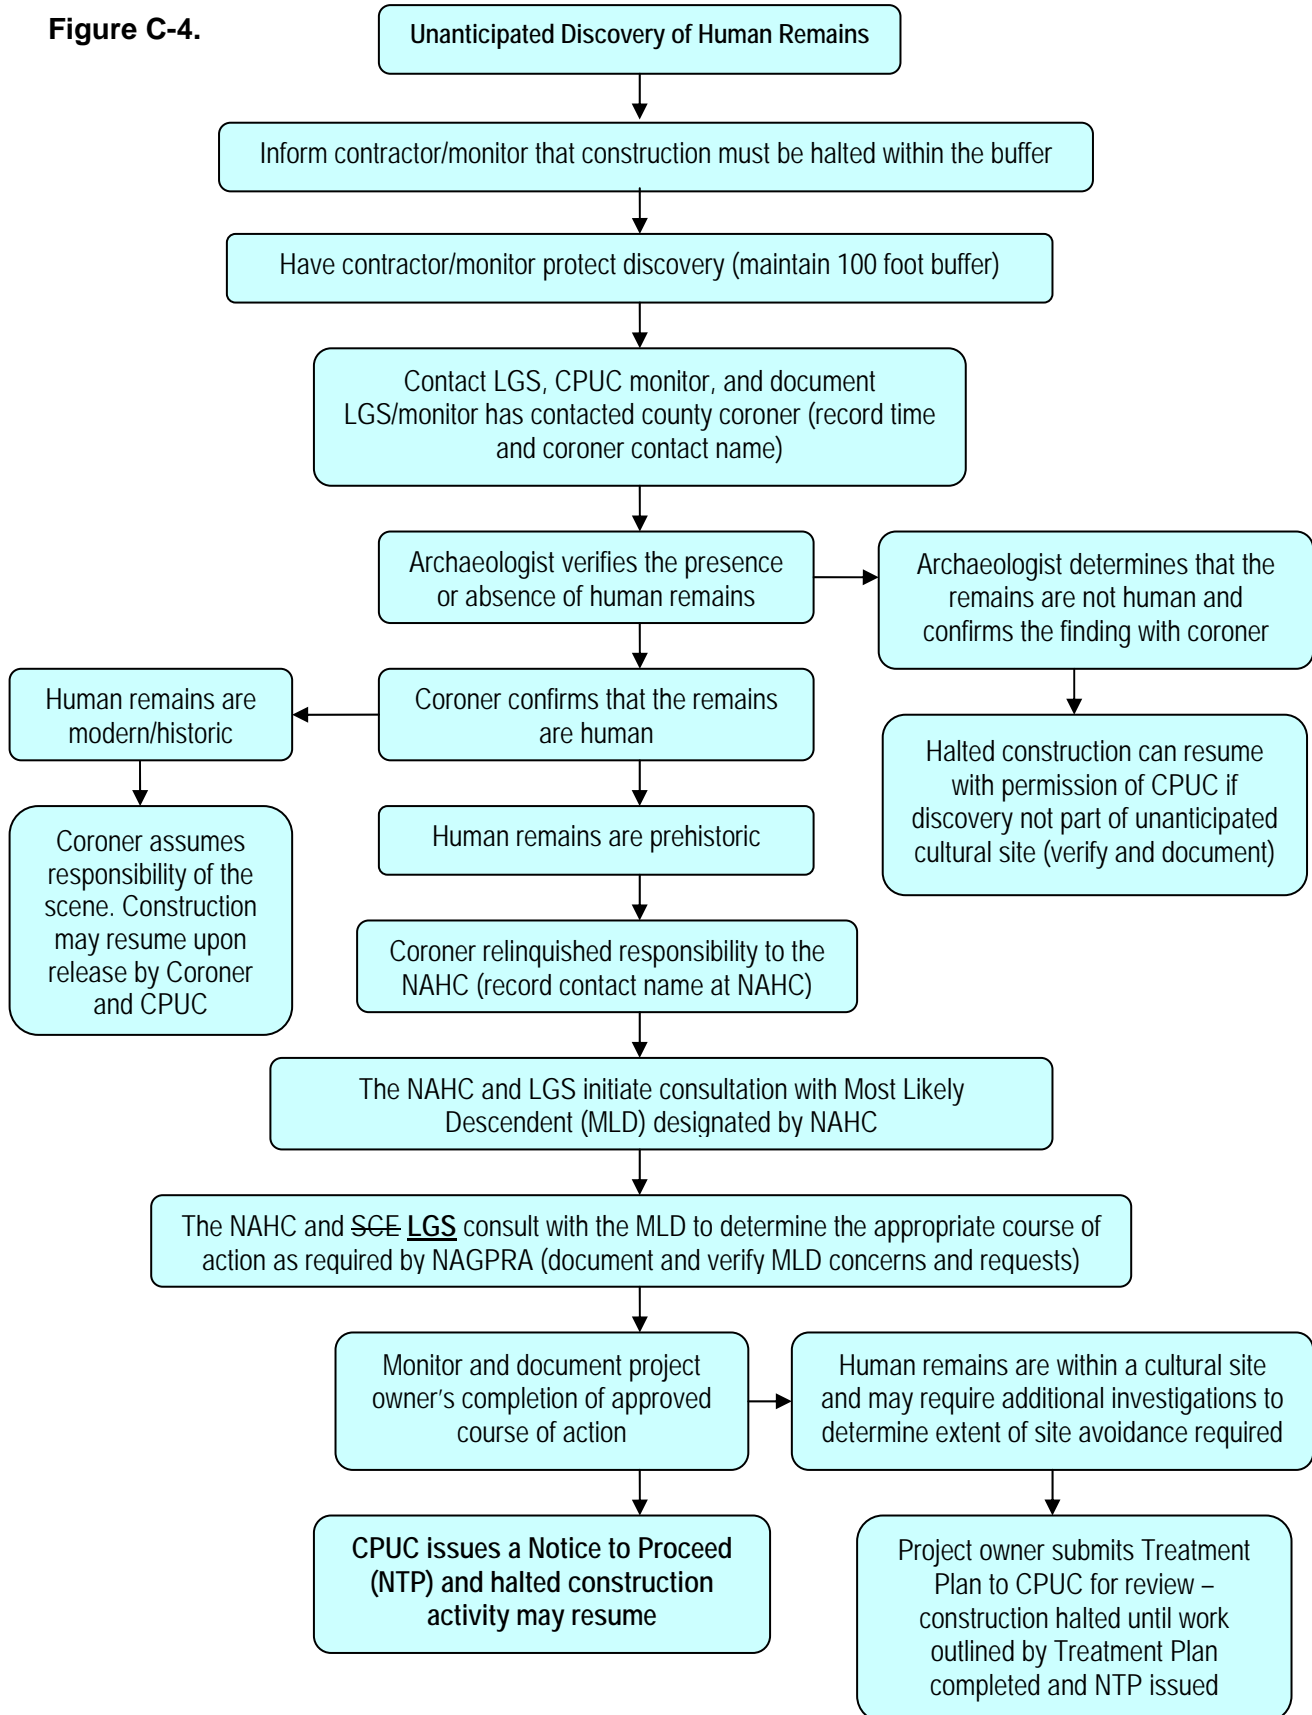 Figure C-4.
Unanticipated Discovery of Human Remains
Inform contractor/monitor that construction must be halted within the buffer
Have contractor/monitor protect discovery (maintain 100 foot buffer)
Contact LGS, CPUC monitor, and document
LGS/monitor has contacted county coroner (record time
and coroner contact name)
Archaeologist verifies the presence
or absence of human remains
Archaeologist determines that the
remains are not human and
confirms the finding with coroner
Human remains are
modern/historic
Coroner confirms that the remains
are human
Halted construction can resume
with permission of CPUC if
discovery not part of unanticipated
cultural site (verify and document)
Coroner assumes
responsibility of the
scene. Construction
may resume upon
release by Coroner
and CPUC
Human remains are prehistoric
Coroner relinquished responsibility to the
NAHC (record contact name at NAHC)
The NAHC and LGS initiate consultation with Most Likely
Descendent (MLD) designated by NAHC
The NAHC and SCE LGS consult with the MLD to determine the appropriate course of
action as required by NAGPRA (document and verify MLD concerns and requests)
Monitor and document project
owner's completion of approved
course of action
Human remains are within a cultural site
and may require additional investigations to
determine extent of site avoidance required
CPUC issues a Notice to Proceed
(NTP) and halted construction
activity may resume
Project owner submits Treatment
Plan to CPUC for review –
construction halted until work
outlined by Treatment Plan
completed and NTP issued